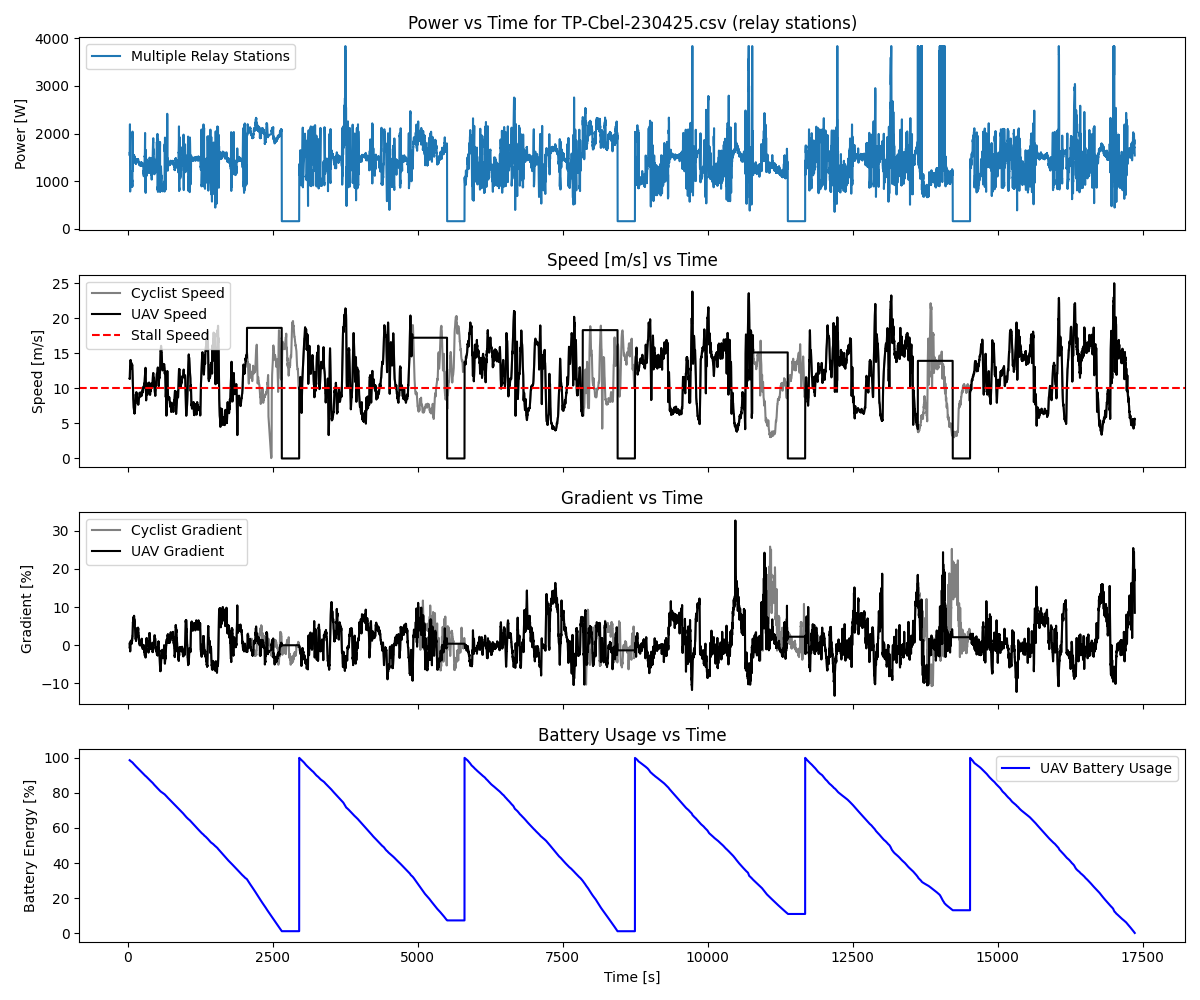 Power vs Time for TP-Cbel-230425.csv (relay stations)
4000
3000
2000
1000
0
Power [W]
Multiple Relay Stations
Speed [m/s] vs Time
25
20
15
10
5
0
Speed [m/s]
Cyclist Speed
UAV Speed
Stall Speed
Gradient vs Time
30
20
10
0
−10
Gradient [%]
Cyclist Gradient
UAV Gradient
Battery Usage vs Time
100
80
60
40
20
0
Battery Energy [%]
UAV Battery Usage
0 2500 5000 7500 10000 12500 15000 17500
Time [s]